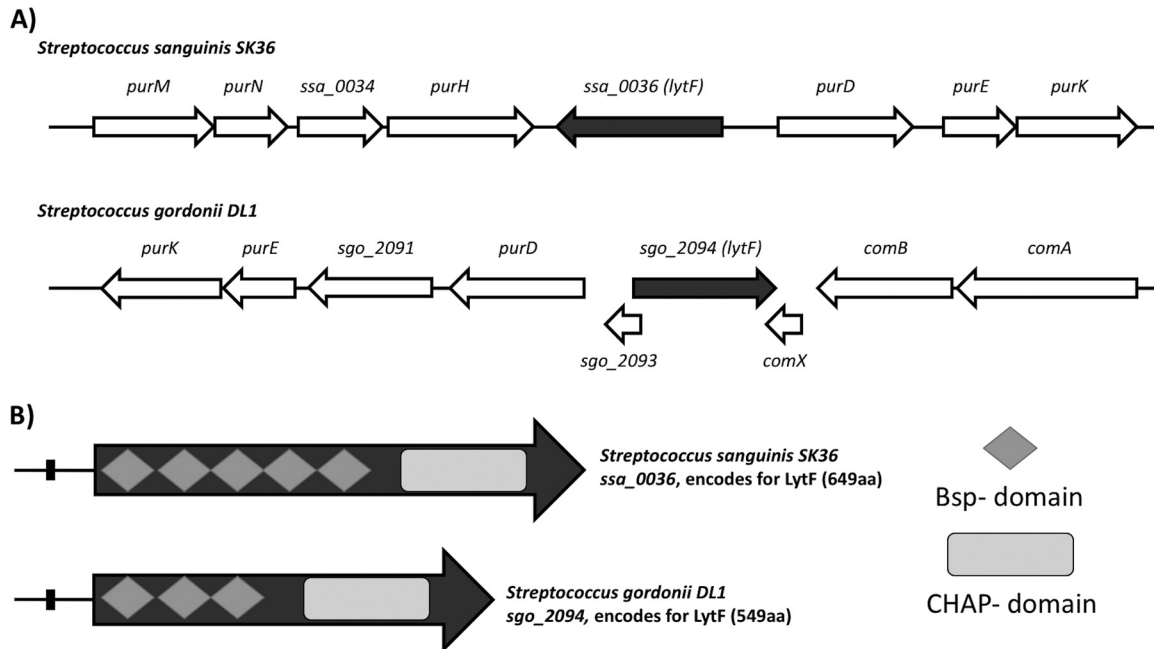 A)
Streptococcus sanguinis SK36
purM purN ssa_0034 purH ssa_0036 (lytF) purD purE purK
Streptococcus gordonii DL1
purK purE sgo_2091 purD sgo_2094 (lytF) comB comA
sgo_2093 comX
B)
Streptococcus sanguinis SK36
ssa_0036, encodes for LytF (649aa)
Bsp- domain
Streptococcus gordonii DL1
sgo_2094, encodes for LytF (549aa)
CHAP- domain